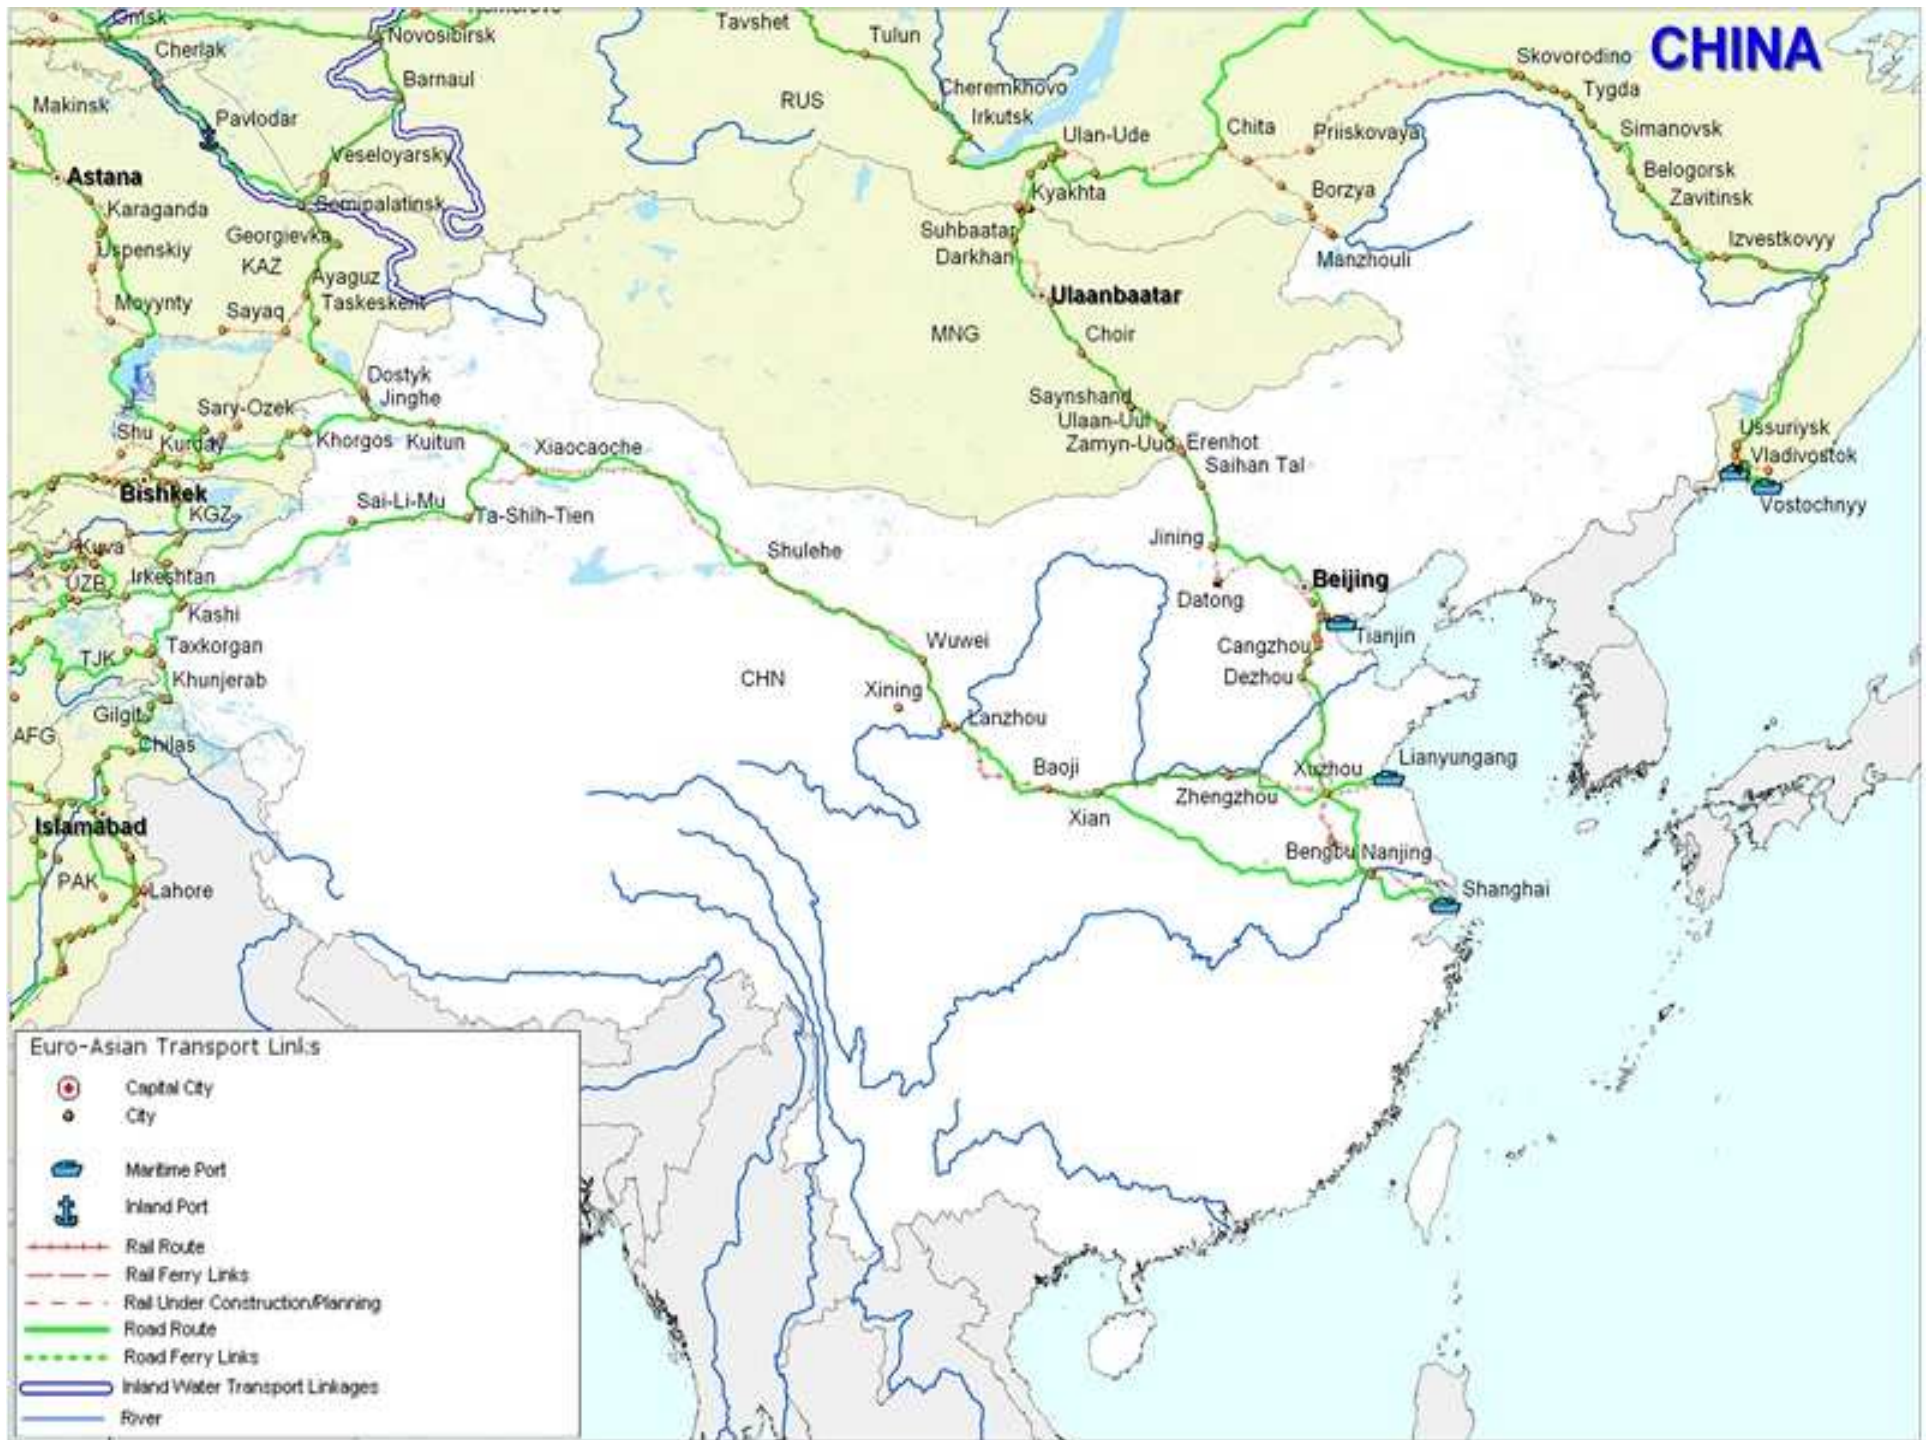 CHINA
Omsk
Cherlak
Novosibirsk
Tavshet
Tulun
Skovorodino
Barnaul
Makinsk
Pavlodar
RUS
Cheremkhovo
Irkutsk
Tygda
Ulan-Ude
Chita
Priiskovaya
Simanovsk
Veseloyarsky
Astana
Belogorsk
Kyakhta
Borzya
Zavitinsk
Karaganda
Semipalatinsk
Suhbaatar
Georgievka
Uspenskiy
KAZ
Darkhan
Manzhouli
Izvestkovyy
Ayaguz
Moyynty
Sayaq
Taskeskent
Ulaanbaatar
MNG
Choir
Dostyk
Jinghe
Saynshand
Sary-Ozek
Ulaan-Uul
Shu
Kurday
Khorgos
Kuitun
Xiaocaoche
Zamyn-Uud
Erenhot
Saihan Tal
Ussuriysk
Vladivostok
Bishkek
KGZ
Sai-Li-Mu
Ta-Shih-Tien
Vostochnyy
Kuva
Jining
Shulehe
UZB
Irkeshtan
Beijing
Datong
Kashi
Tianjin
Taxkorgan
Wuwei
Cangzhou
TJK
Khunjerab
CHN
Xining
Dezhou
Gilgit
Lanzhou
AFG
Chilas
Lianyungang
Baoji
Xuzhou
Zhengzhou
Xian
Islamabad
Bengbu
Nanjing
PAK
Lahore
Shanghai
Euro-Asian Transport Links
Capital City
City
Maritime Port
Inland Port
Rail Route
Rail Ferry Links
Rail Under Construction/Planning
Road Route
Road Ferry Links
Inland Water Transport Linkages
River